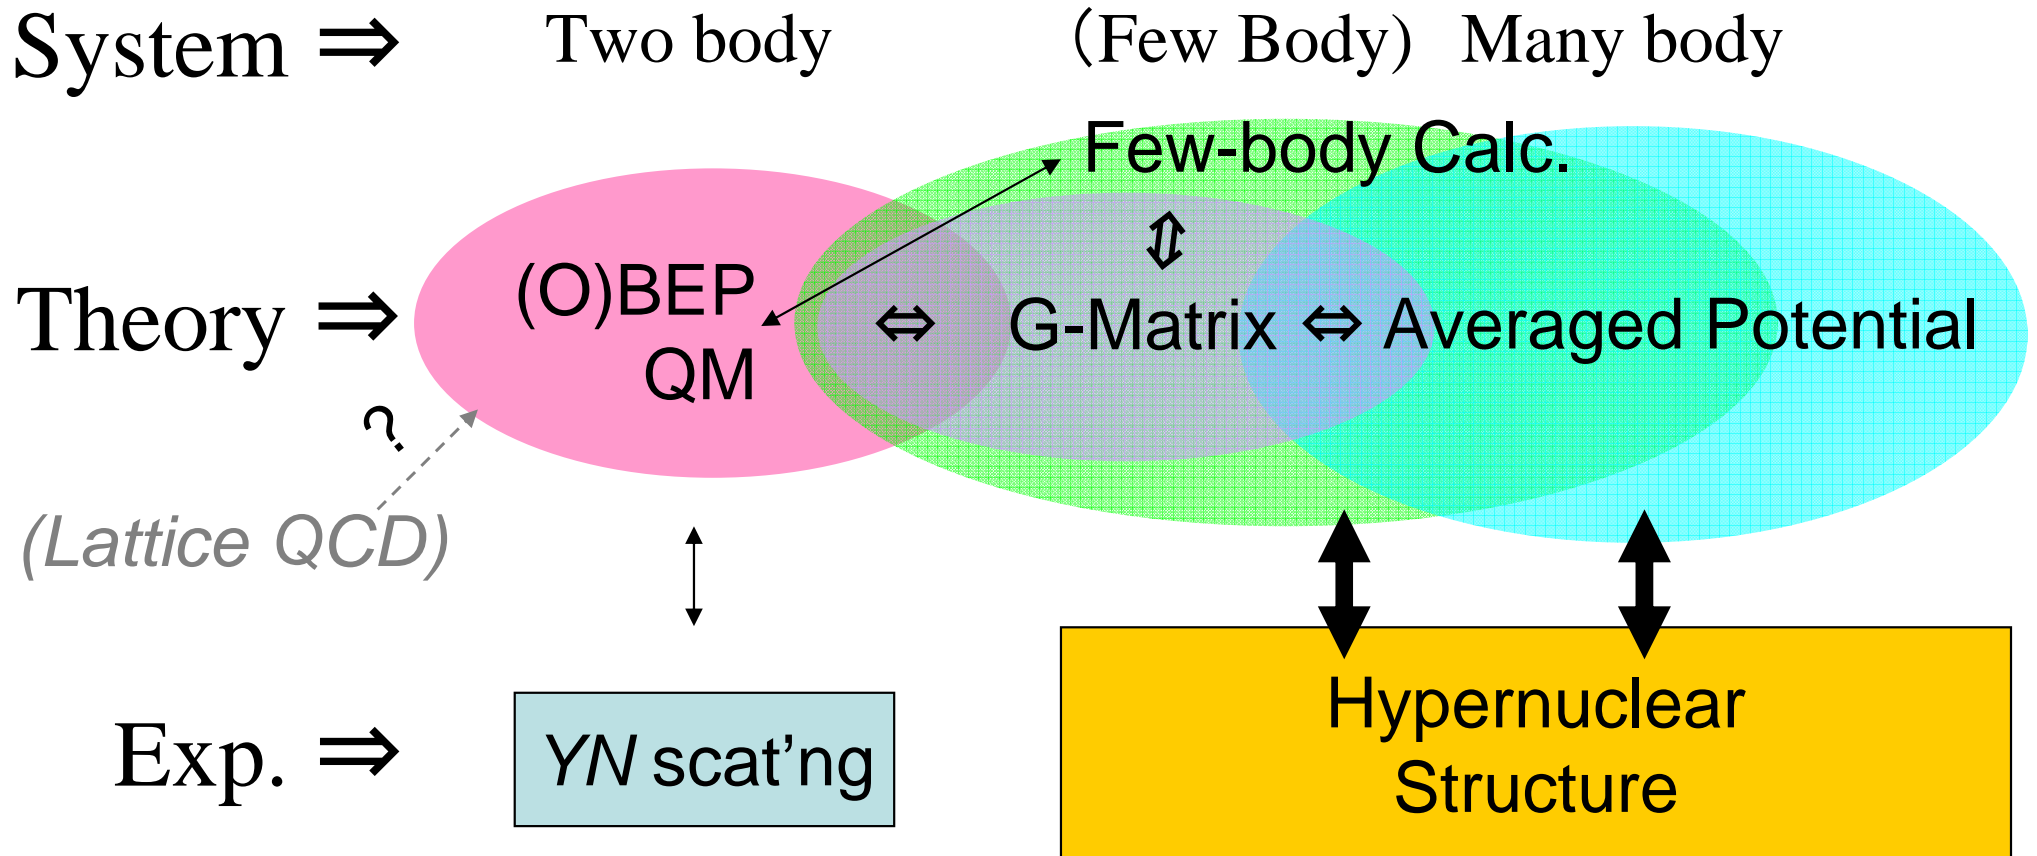 System ⇒ Two body (Few Body) Many body
Few-body Calc.
⇕
(O)BEP
Theory ⇒ ⇔ G-Matrix ⇔ Averaged Potential
QM
?
(Lattice QCD)
Hypernuclear
Exp. ⇒ YN scat’ng
Structure